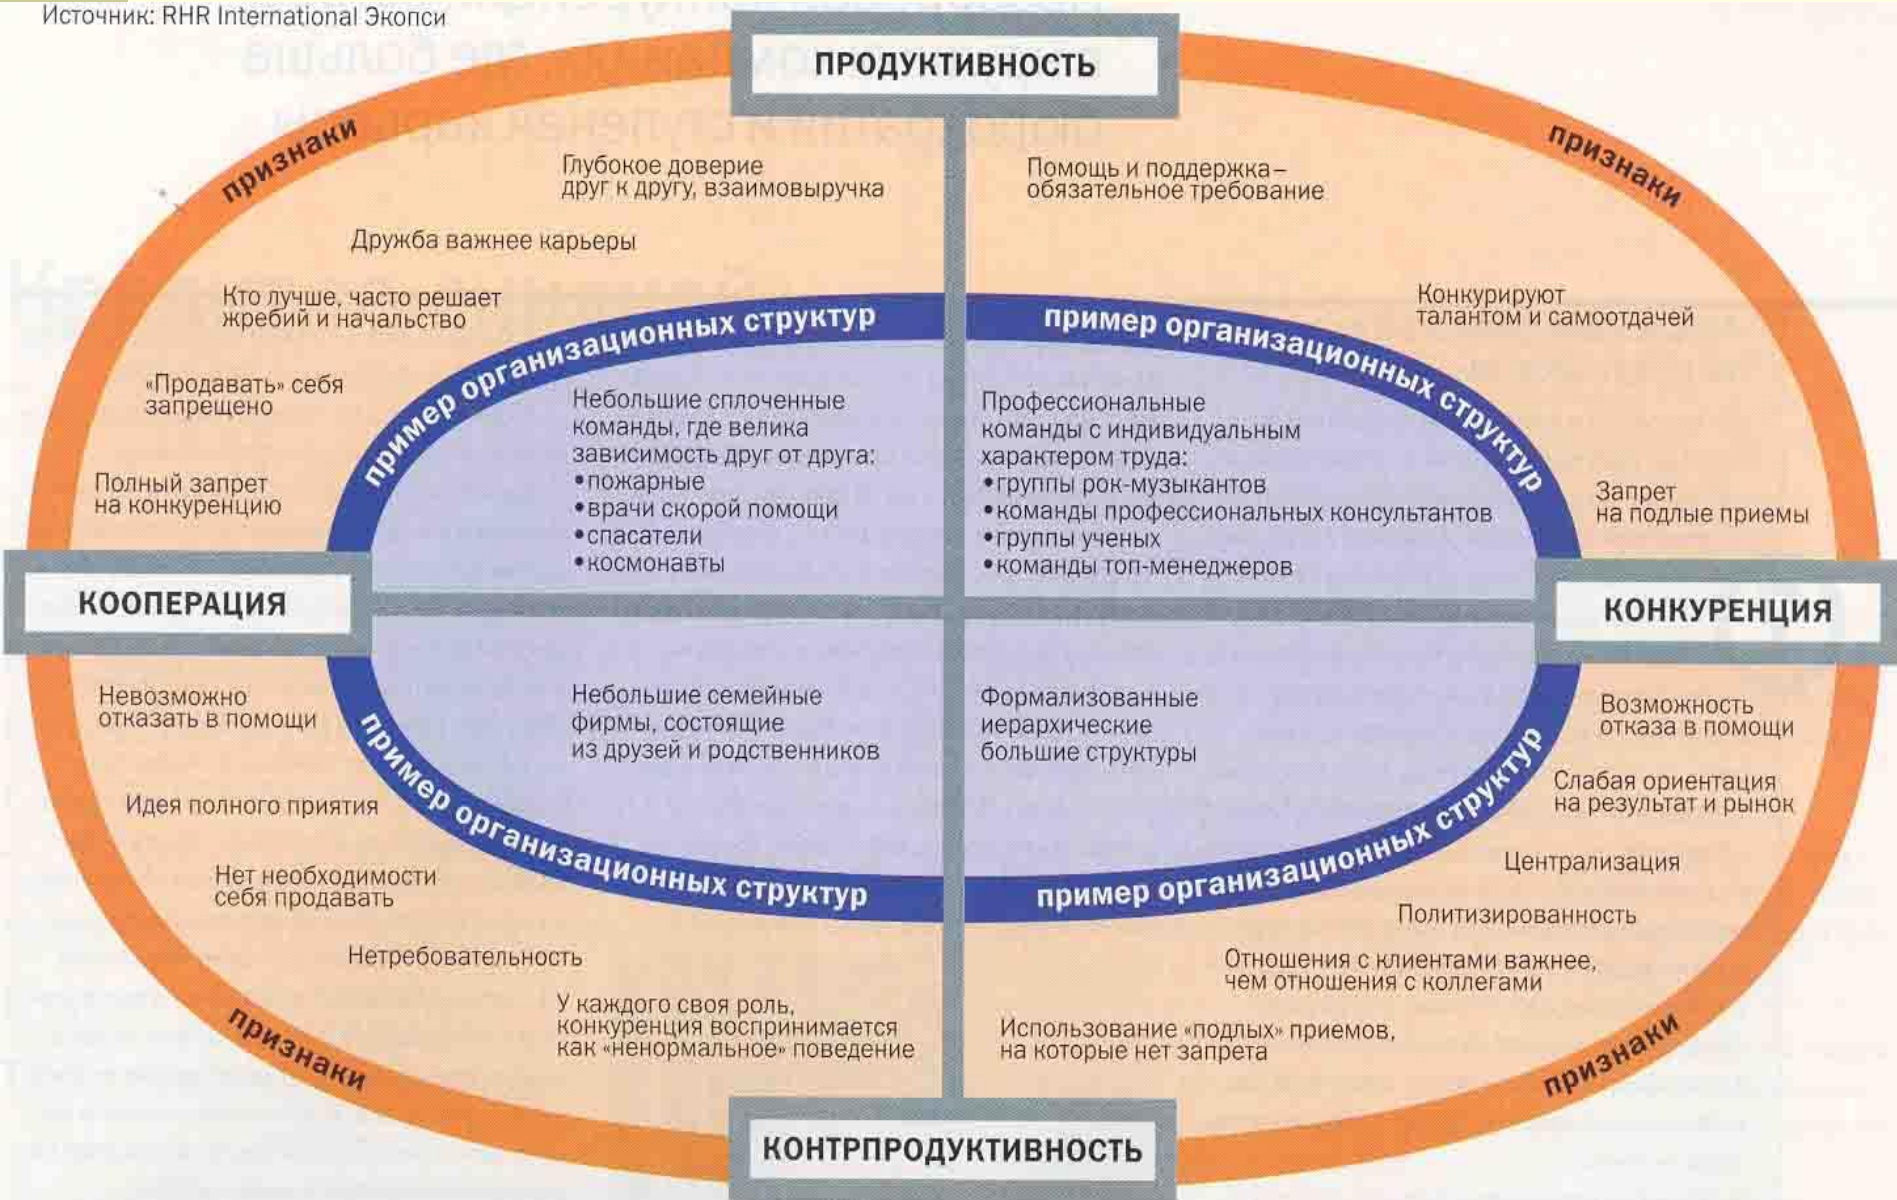 Источник: RHR International Экопси
ПРОДУКТИВНОСТЬ
признаки
признаки
Глубокое доверие
друг к другу, взаимовыручка
Дружба важнее карьеры
Кто лучше, часто решает
жребий и начальство
«Продавать» себя
запрещено
Полный запрет
на конкуренцию
Помощь и поддержка–
обязательное требование
Конкурируют
талантом и самоотдачей
Запрет
на подлые приемы
пример организационных структур
Небольшие сплоченные
команды, где велика
зависимость друг от друга:
•пожарные
•врачи скорой помощи
•спасатели
•космонавты
пример организационных структур
Профессиональные
команды с индивидуальным
характером труда:
•группы рок-музыкантов
•команды профессиональных консультантов
•группы ученых
•команды топ-менеджеров
КООПЕРАЦИЯ
КОНКУРЕНЦИЯ
Небольшие семейные
фирмы, состоящие
из друзей и родственников
пример организационных структур
Формализованные
иерархические
большие структуры
пример организационных структур
Невозможно
отказать в помощи
Идея полного приятия
Нет необходимости
себя продавать
Нетребовательность
У каждого своя роль,
конкуренция воспринимается
как «ненормальное» поведение
Возможность
отказа в помощи
Слабая ориентация
на результат и рынок
Централизация
Политизированность
Отношения с клиентами важнее,
чем отношения с коллегами
Использование «подлых» приемов,
на которые нет запрета
признаки
признаки
КОНТРПРОДУКТИВНОСТЬ